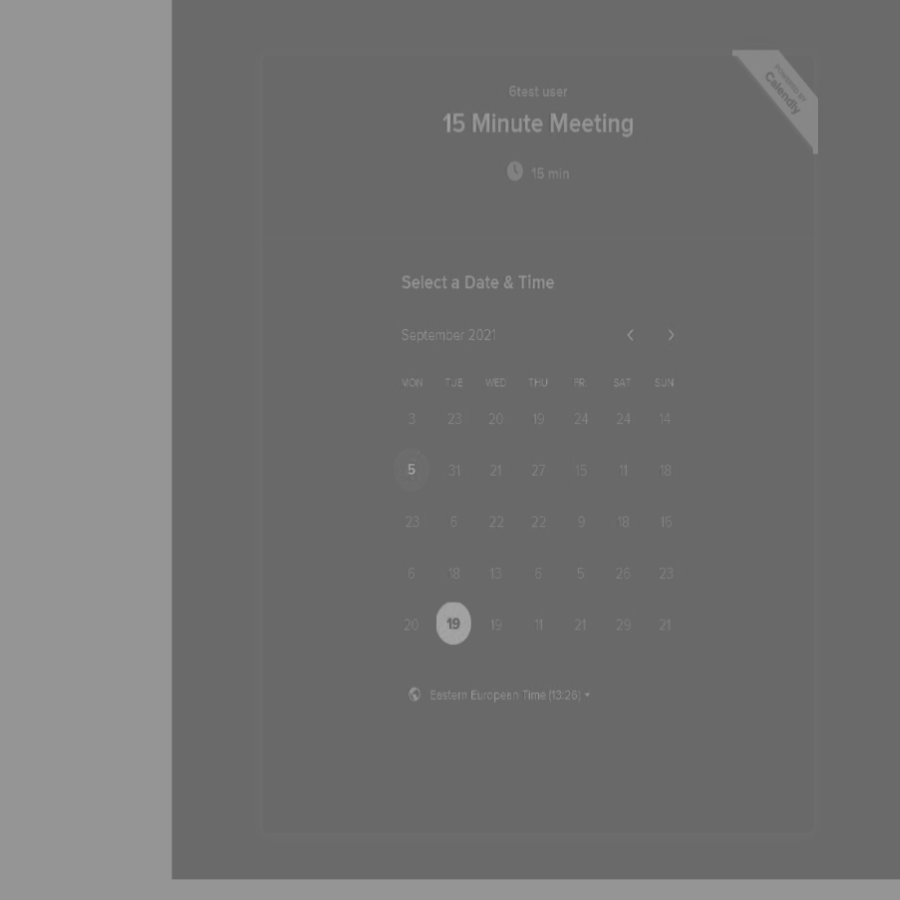 6test user
15 Minute Meeting
15 min
POWERED BY
Calendly
Select a Date & Time
September 2021
MON TUE WED THU FRI SAT SUN
3 23 20 19 24 24 14
5 31 21 27 15 11 18
23 6 22 22 9 18 15
6 18 13 5 5 26 23
20 19 19 11 21 29 21
Eastern European Time (13:26)